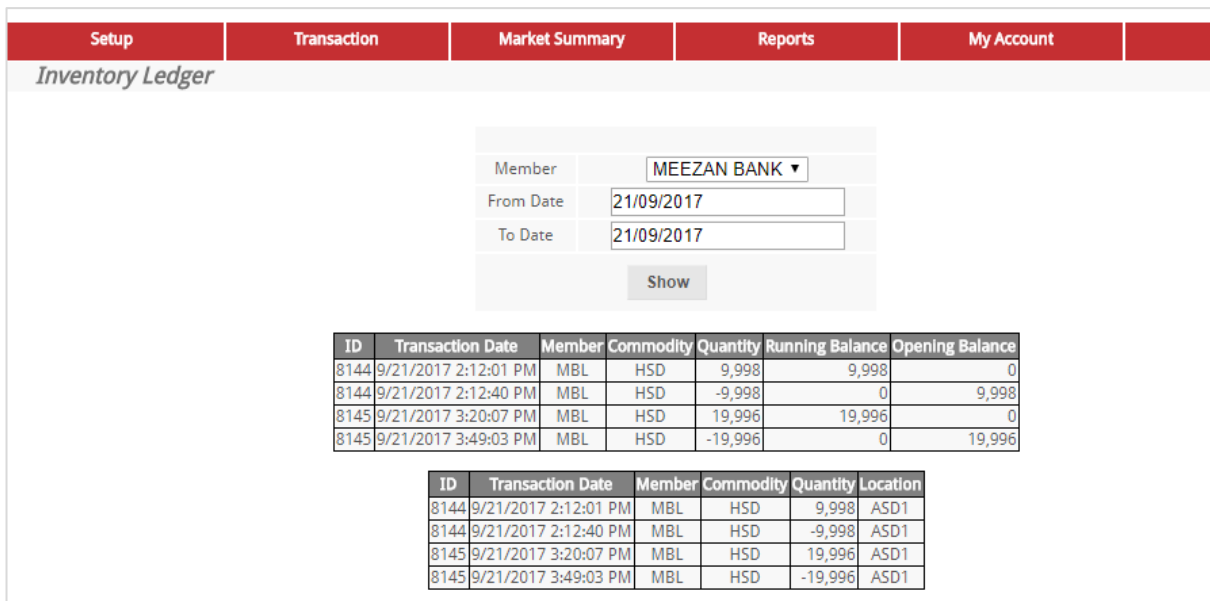 Setup Transaction Market Summary Reports My Account
Inventory Ledger
Member MEEZAN BANK
From Date 21/09/2017
To Date 21/09/2017
Show
ID Transaction Date Member Commodity Quantity Running Balance Opening Balance
8144 9/21/2017 2:12:01 PM MBL HSD 9,998 9,998 0
8144 9/21/2017 2:12:40 PM MBL HSD -9,998 0 9,998
8145 9/21/2017 3:20:07 PM MBL HSD 19,996 19,996 0
8145 9/21/2017 3:49:03 PM MBL HSD -19,996 0 19,996
ID Transaction Date Member Commodity Quantity Location
8144 9/21/2017 2:12:01 PM MBL HSD 9,998 ASD1
8144 9/21/2017 2:12:40 PM MBL HSD -9,998 ASD1
8145 9/21/2017 3:20:07 PM MBL HSD 19,996 ASD1
8145 9/21/2017 3:49:03 PM MBL HSD -19,996 ASD1